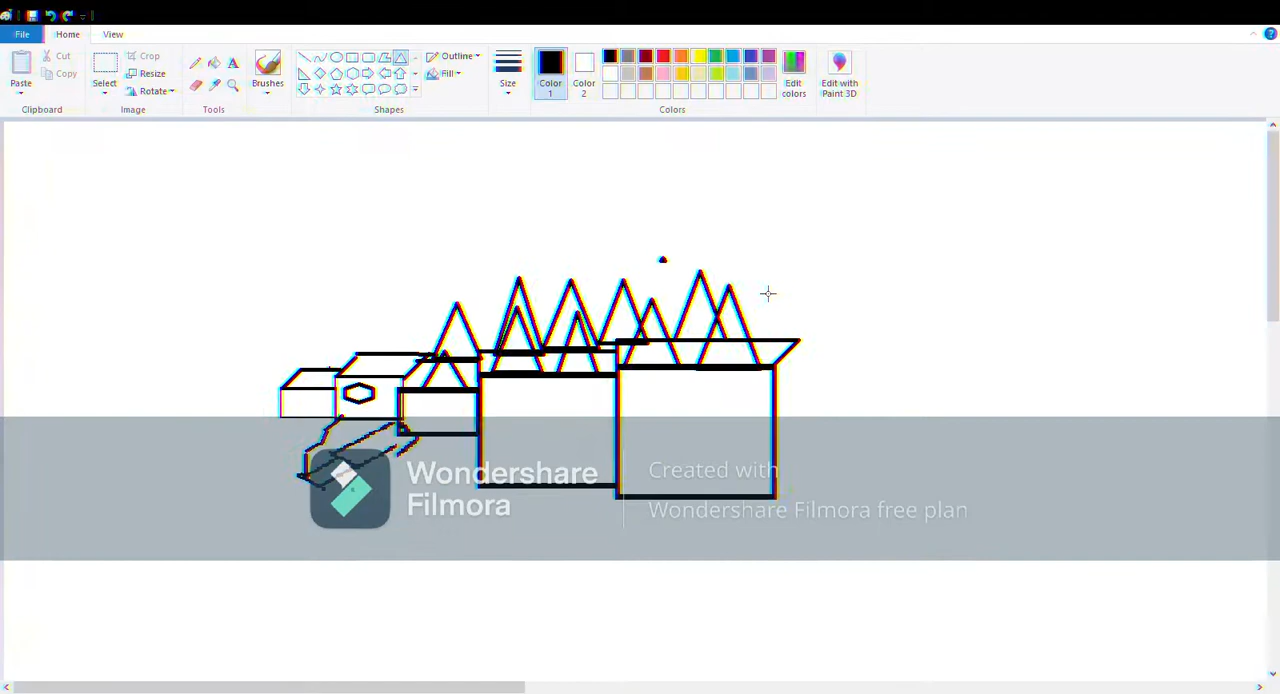 File Home View
Paste
Cut
Copy
Clipboard
Select
Crop
Resize
Rotate
Image
Tools
Brushes
Shapes
Outline
Fill
Size
Color
1
Color
2
Colors
Edit
colors
Edit with
Paint 3D
Wondershare
Filmora
Created with
Wondershare Filmora free plan